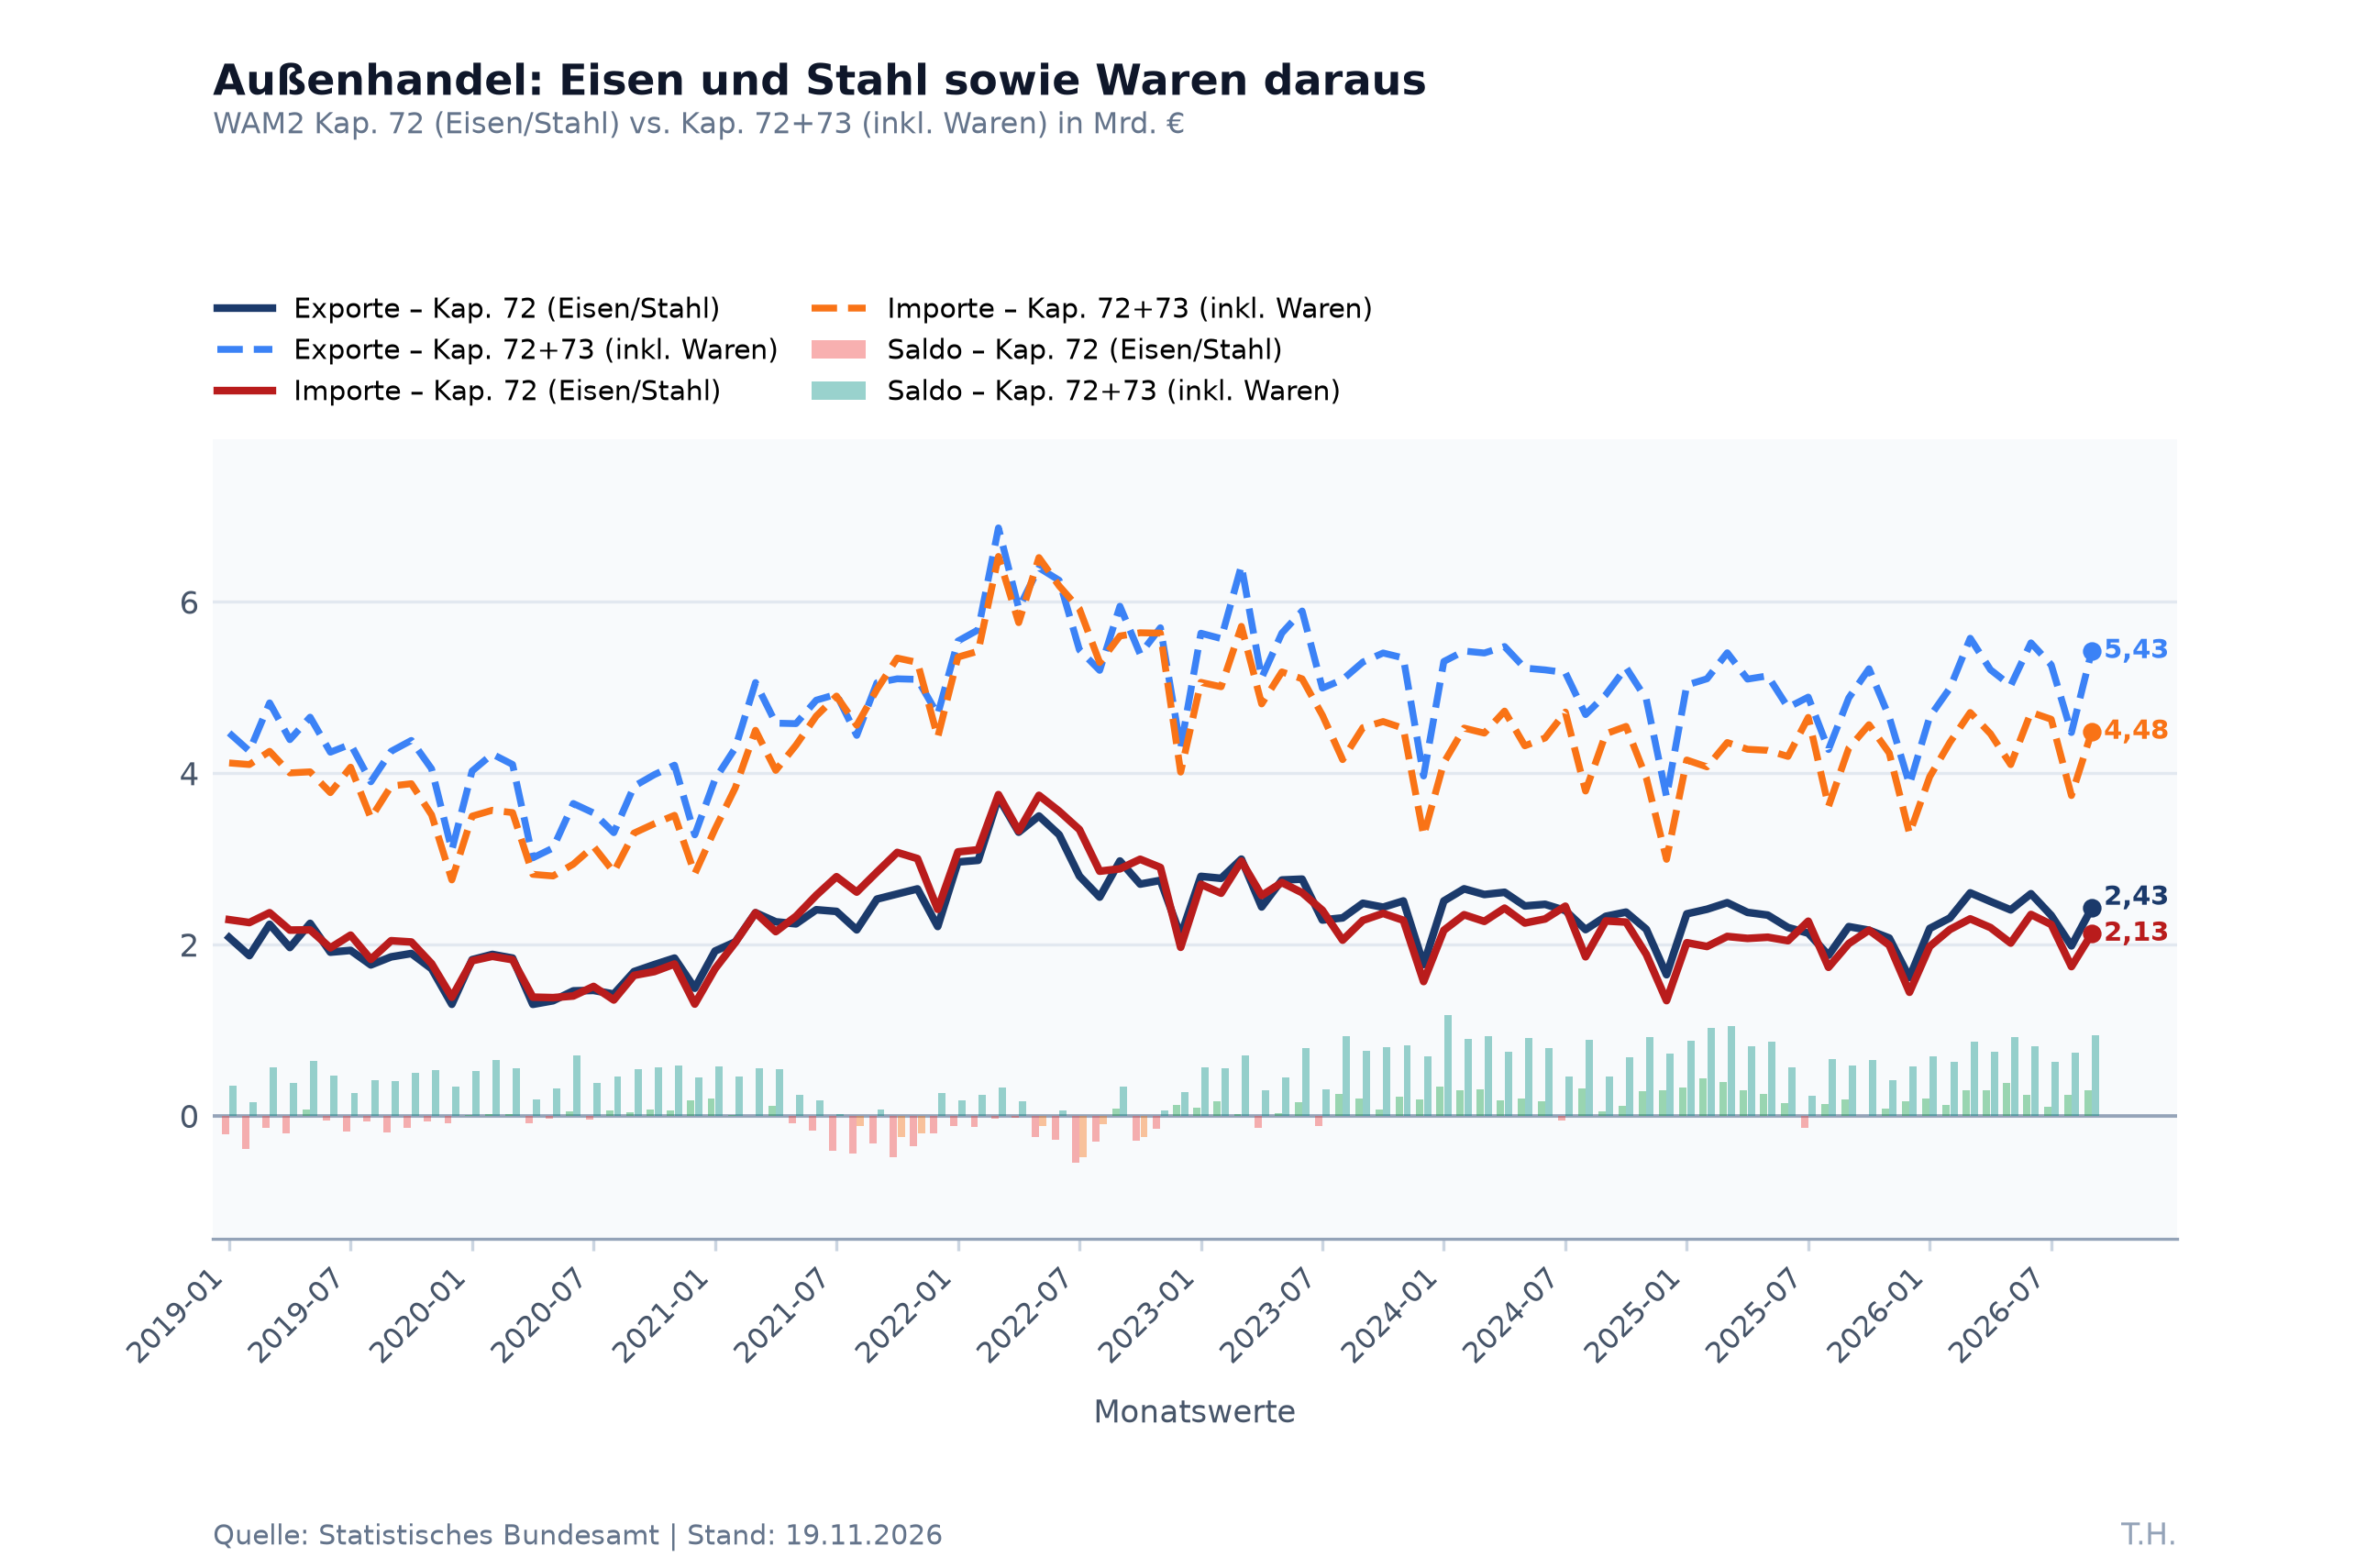 Außenhandel: Eisen und Stahl sowie Waren daraus
WAM2 Kap. 72 (Eisen/Stahl) vs. Kap. 72+73 (inkl. Waren) in Mrd. €
Exporte – Kap. 72 (Eisen/Stahl)
Exporte – Kap. 72+73 (inkl. Waren)
Importe – Kap. 72 (Eisen/Stahl)
Importe – Kap. 72+73 (inkl. Waren)
Saldo – Kap. 72 (Eisen/Stahl)
Saldo – Kap. 72+73 (inkl. Waren)
6
4
2
0
5,43
4,48
2,43
2,13
2019-01
2019-07
2020-01
2020-07
2021-01
2021-07
2022-01
2022-07
2023-01
2023-07
2024-01
2024-07
2025-01
2025-07
2026-01
2026-07
Monatswerte
Quelle: Statistisches Bundesamt | Stand: 19.11.2026
T.H.